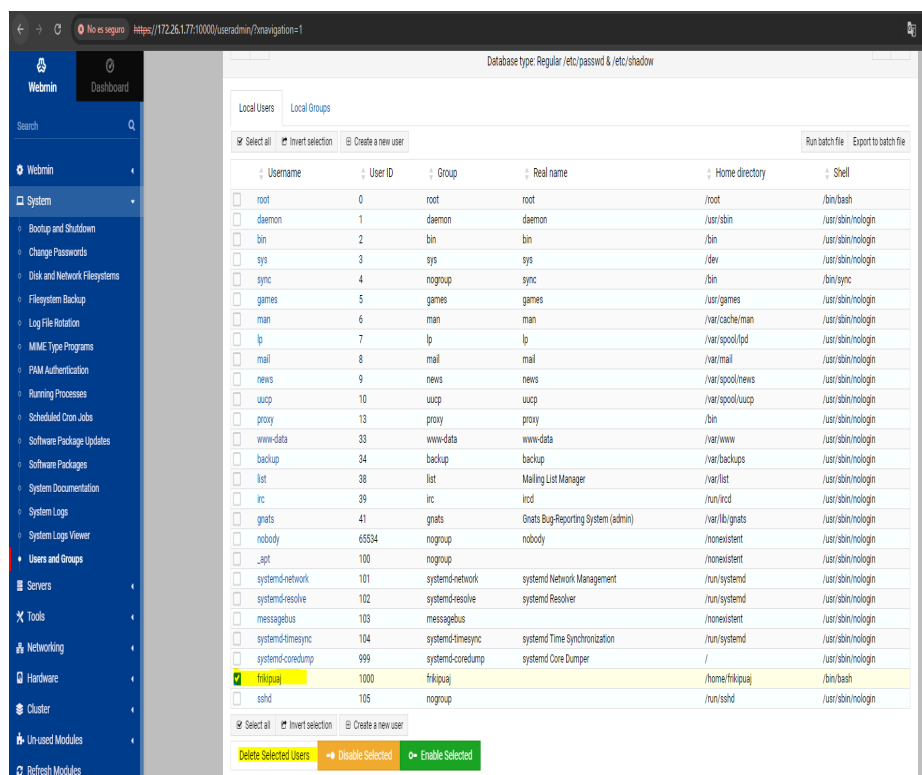 No es seguro https://172.26.1.77:10000/useradmin/?xnavigation=1
Webmin
Dashboard
Search
Webmin
System
Bootup and Shutdown
Change Passwords
Disk and Network Filesystems
Filesystem Backup
Log File Rotation
MIME Type Programs
PAM Authentication
Running Processes
Scheduled Cron Jobs
Software Package Updates
Software Packages
System Documentation
System Logs
System Logs Viewer
Users and Groups
Servers
Tools
Networking
Hardware
Cluster
Un-used Modules
Refresh Modules
Database type: Regular /etc/passwd & /etc/shadow
Local Users Local Groups
Select all Invert selection Create a new user Run batch file Export to batch file
Username User ID Group Real name Home directory Shell
root 0 root root /root /bin/bash
daemon 1 daemon daemon /usr/sbin /usr/sbin/nologin
bin 2 bin bin /bin /usr/sbin/nologin
sys 3 sys sys /dev /usr/sbin/nologin
sync 4 nogroup sync /bin /bin/sync
games 5 games games /usr/games /usr/sbin/nologin
man 6 man man /var/cache/man /usr/sbin/nologin
lp 7 lp lp /var/spool/lpd /usr/sbin/nologin
mail 8 mail mail /var/mail /usr/sbin/nologin
news 9 news news /var/spool/news /usr/sbin/nologin
uucp 10 uucp uucp /var/spool/uucp /usr/sbin/nologin
proxy 13 proxy proxy /bin /usr/sbin/nologin
www-data 33 www-data www-data /var/www /usr/sbin/nologin
backup 34 backup backup /var/backups /usr/sbin/nologin
list 38 list Mailing List Manager /var/list /usr/sbin/nologin
irc 39 irc ircd /run/ircd /usr/sbin/nologin
gnats 41 gnats Gnats Bug-Reporting System (admin) /var/lib/gnats /usr/sbin/nologin
nobody 65534 nogroup nobody /nonexistent /usr/sbin/nologin
_apt 100 nogroup /nonexistent /usr/sbin/nologin
systemd-network 101 systemd-network systemd Network Management /run/systemd /usr/sbin/nologin
systemd-resolve 102 systemd-resolve systemd Resolver /run/systemd /usr/sbin/nologin
messagebus 103 messagebus /nonexistent /usr/sbin/nologin
systemd-timesync 104 systemd-timesync systemd Time Synchronization /run/systemd /usr/sbin/nologin
systemd-coredump 999 systemd-coredump systemd Core Dumper / /usr/sbin/nologin
frikipuaj 1000 frikipuaj /home/frikipuaj /bin/bash
sshd 105 nogroup /run/sshd /usr/sbin/nologin
Select all Invert selection Create a new user
Delete Selected Users Disable Selected Enable Selected